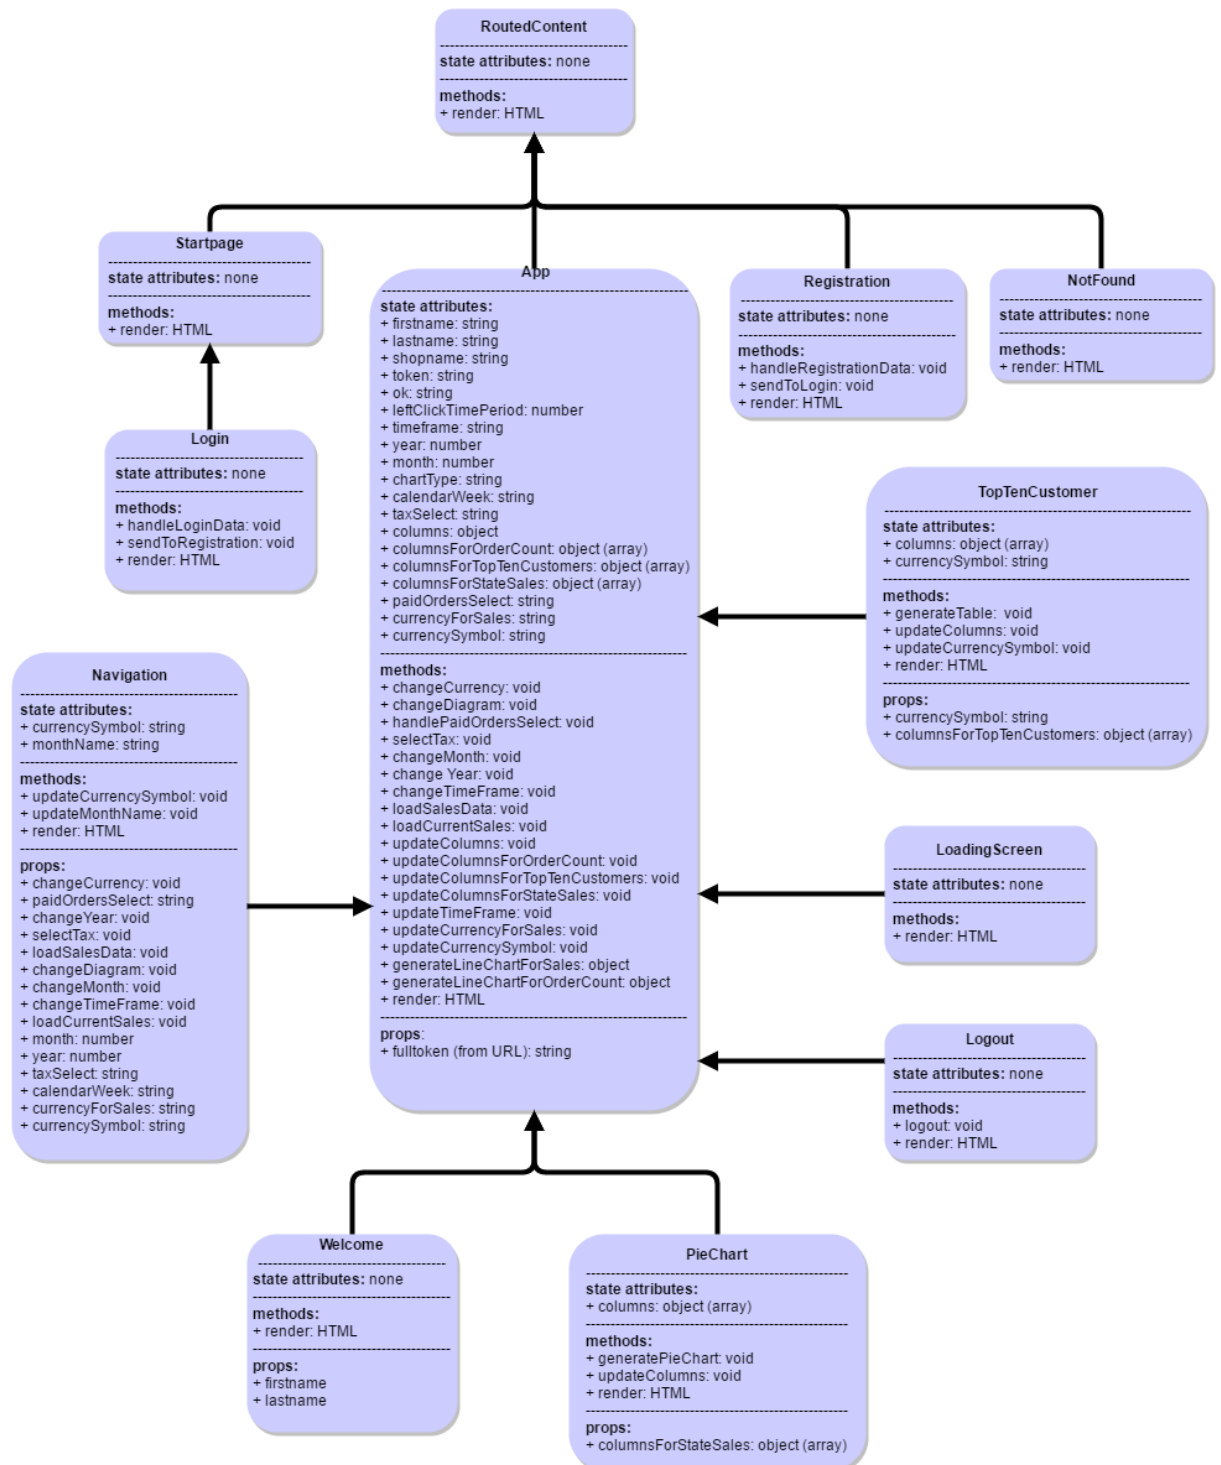 RoutedContent
state attributes: none
methods:
+ render: HTML
Startpage
state attributes: none
methods:
+ render: HTML
Login
state attributes: none
methods:
+ handleLoginData: void
+ sendToRegistration: void
+ render: HTML
App
state attributes:
+ firstname: string
+ lastname: string
+ shopname: string
+ token: string
+ ok: string
+ leftClickTimePeriod: number
+ timeframe: string
+ year: number
+ month: number
+ chartType: string
+ calendarWeek: string
+ taxSelect: string
+ columns: object
+ columnsForOrderCount: object (array)
+ columnsForTopTenCustomers: object (array)
+ columnsForStateSales: object (array)
+ paidOrdersSelect: string
+ currencyForSales: string
+ currencySymbol: string
methods:
+ changeCurrency: void
+ changeDiagram: void
+ handlePaidOrdersSelect: void
+ selectTax: void
+ changeMonth: void
+ change Year: void
+ changeTimeFrame: void
+ loadSalesData: void
+ loadCurrentSales: void
+ updateColumns: void
+ updateColumnsForOrderCount: void
+ updateColumnsForTopTenCustomers: void
+ updateColumnsForStateSales: void
+ updateTimeFrame: void
+ updateCurrencyForSales: void
+ updateCurrencySymbol: void
+ generateLineChartForSales: object
+ generateLineChartForOrderCount: object
+ render: HTML
props:
+ fulltoken (from URL): string
Registration
state attributes: none
methods:
+ handleRegistrationData: void
+ sendToLogin: void
+ render: HTML
NotFound
state attributes: none
methods:
+ render: HTML
TopTenCustomer
state attributes:
+ columns: object (array)
+ currencySymbol: string
methods:
+ generateTable: void
+ updateColumns: void
+ updateCurrencySymbol: void
+ render: HTML
props:
+ currencySymbol: string
+ columnsForTopTenCustomers: object (array)
Navigation
state attributes:
+ currencySymbol: string
+ monthName: string
methods:
+ updateCurrencySymbol: void
+ updateMonthName: void
+ render: HTML
props:
+ changeCurrency: void
+ paidOrdersSelect: string
+ changeYear: void
+ selectTax: void
+ loadSalesData: void
+ changeDiagram: void
+ changeMonth: void
+ changeTimeFrame: void
+ loadCurrentSales: void
+ month: number
+ year: number
+ taxSelect: string
+ calendarWeek: string
+ currencyForSales: string
+ currencySymbol: string
LoadingScreen
state attributes: none
methods:
+ render: HTML
Logout
state attributes: none
methods:
+ logout: void
+ render: HTML
Welcome
state attributes: none
methods:
+ render: HTML
props:
+ firstname
+ lastname
PieChart
state attributes:
+ columns: object (array)
methods:
+ generatePieChart: void
+ updateColumns: void
+ render: HTML
props:
+ columnsForStateSales: object (array)